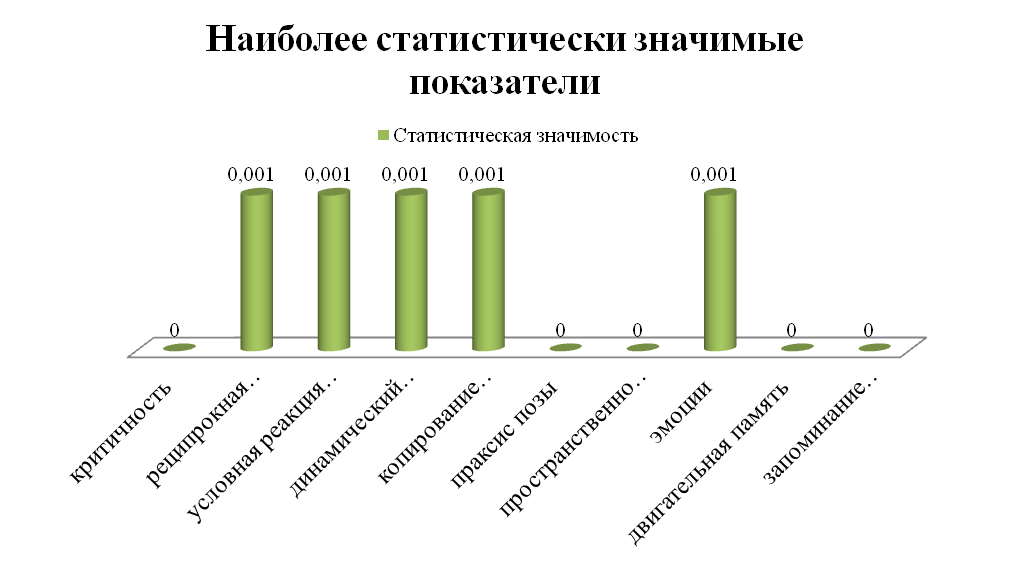 Наиболее статистически значимые
показатели
Статистическая значимость
0
0,001
0,001
0,001
0,001
0
0
0,001
0
0
критичность
реципрокная..
условная реакция..
динамический..
копирование..
праксис позы
пространственно..
эмоции
двигательная память
запоминание..